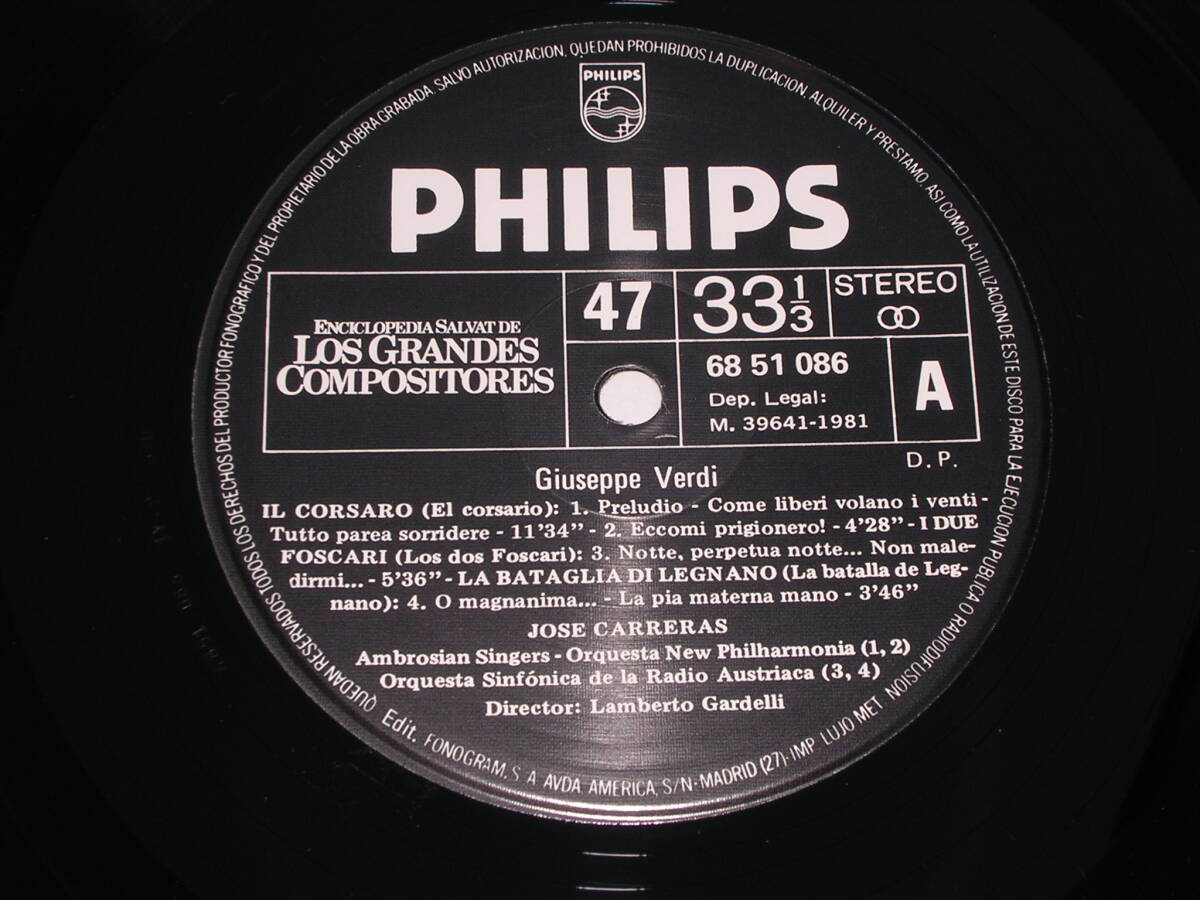 PHILIPS
PHILIPS
ENCICLOPEDIA SALVAT DE
LOS GRANDES
COMPOSITORES
47
33 1/3
STEREO
68 51 086
Dep. Legal:
M. 39641-1981
A
D. P.
Giuseppe Verdi
IL CORSARO (El corsario): 1. Preludio - Come liberi volano i venti -
Tutto parea sorridere - 11'34" - 2. Eccomi prigionero! - 4'28" - I DUE
FOSCARI (Los dos Foscari): 3. Notte, perpetua notte... Non male-
dirmi... - 5'36" - LA BATAGLIA DI LEGNANO (La batalla de Leg-
nano): 4. O magnanima... - La pia materna mano - 3'46"
JOSE CARRERAS
Ambrosian Singers - Orquesta New Philharmonia (1, 2)
Orquesta Sinfónica de la Radio Austriaca (3, 4)
Director: Lamberto Gardelli
QUEDAN RESERVADOS TODOS LOS DERECHOS DEL PRODUCTOR FONOGRAFICO Y DEL PROPIETARIO DE LA OBRA GRABADA. SALVO AUTORIZACION, QUEDAN PROHIBIDOS LA DUPLICACION, ALQUILER Y PRESTAMO, ASI COMO LA UTILIZACION DE ESTE DISCO PARA LA EJECUCION PUBLICA O RADIODIFUSION
Edit. FONOGRAM, S A AVDA AMERICA, S/N - MADRID (27) - IMP LUJO MET